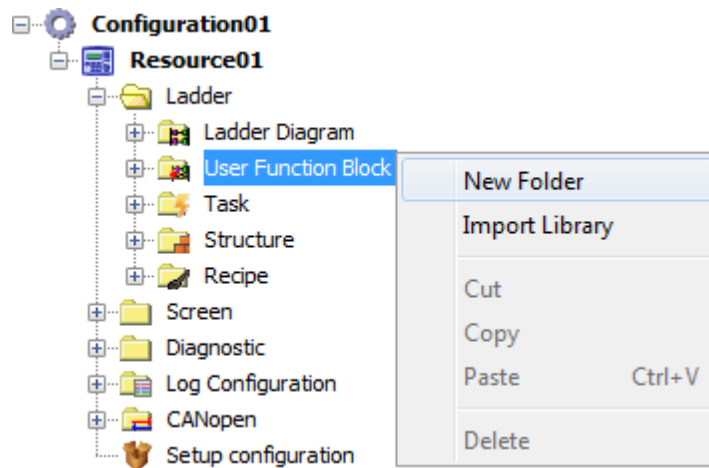 Configuration01
Resource01
Ladder
Ladder Diagram
User Function Block
Task
Structure
Recipe
Screen
Diagnostic
Log Configuration
CANopen
Setup configuration
New Folder
Import Library
Cut
Copy
Paste Ctrl+V
Delete